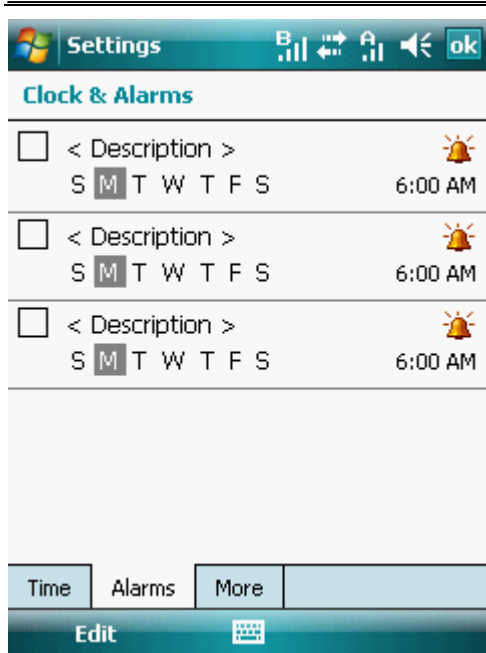 Settings B A ok
Clock & Alarms
< Description >
S M T W T F S 6:00 AM
< Description >
S M T W T F S 6:00 AM
< Description >
S M T W T F S 6:00 AM
Time Alarms More
Edit